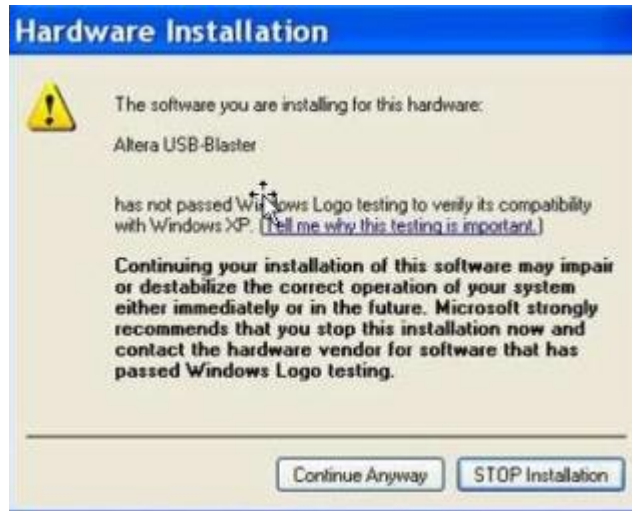 Hardware Installation
The software you are installing for this hardware:
Altera USB-Blaster
has not passed Windows Logo testing to verify its compatibility
with Windows XP. (Tell me why this testing is important.)
Continuing your installation of this software may impair
or destabilize the correct operation of your system
either immediately or in the future. Microsoft strongly
recommends that you stop this installation now and
contact the hardware vendor for software that has
passed Windows Logo testing.
Continue Anyway
STOP Installation